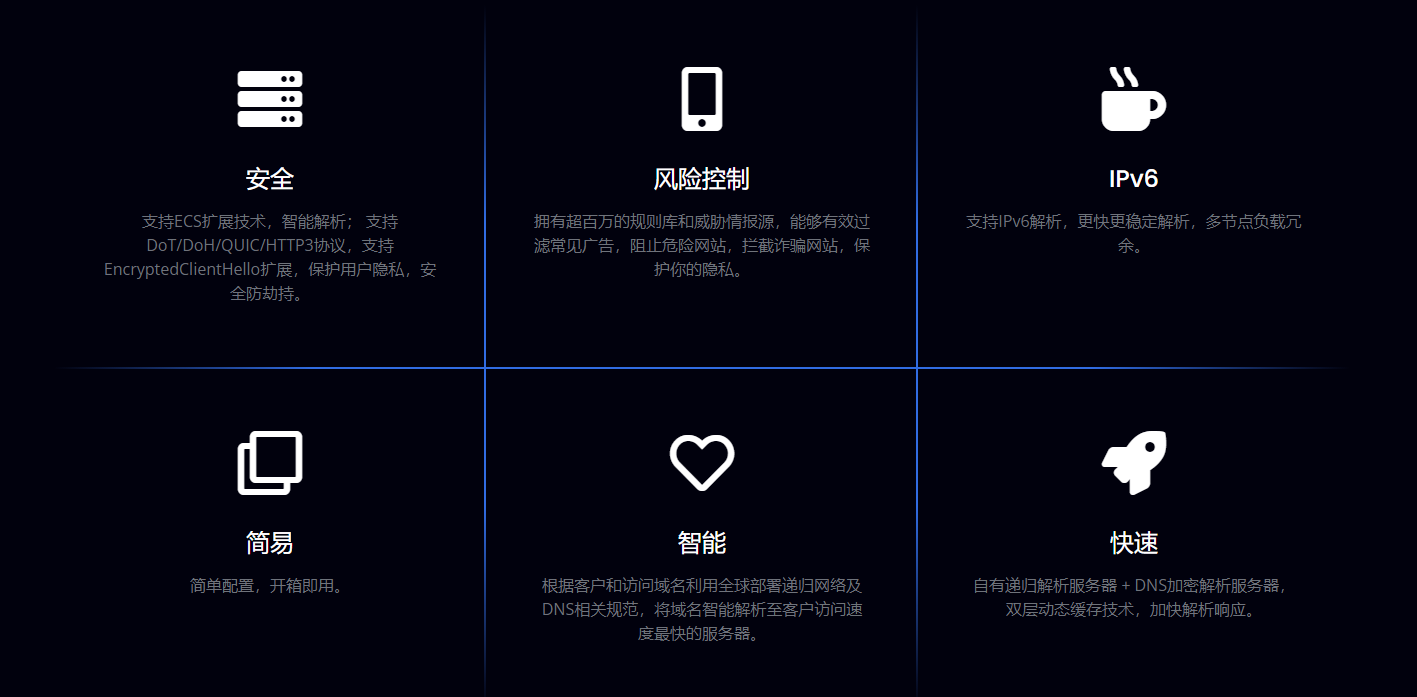 安全
支持ECS扩展技术，智能解析； 支持
DoT/DoH/QUIC/HTTP3协议，支持
EncryptedClientHello扩展，保护用户隐私，安
全防劫持。
风险控制
拥有超百万的规则库和威胁情报源，能够有效过
滤常见广告，阻止危险网站，拦截诈骗网站，保
护你的隐私。
IPv6
支持IPv6解析，更快更稳定解析，多节点负载冗
余。
简易
简单配置，开箱即用。
智能
根据客户和访问域名利用全球部署递归网络及
DNS相关规范，将域名智能解析至客户访问速
度最快的服务器。
快速
自有递归解析服务器 + DNS加密解析服务器，
双层动态缓存技术，加快解析响应。